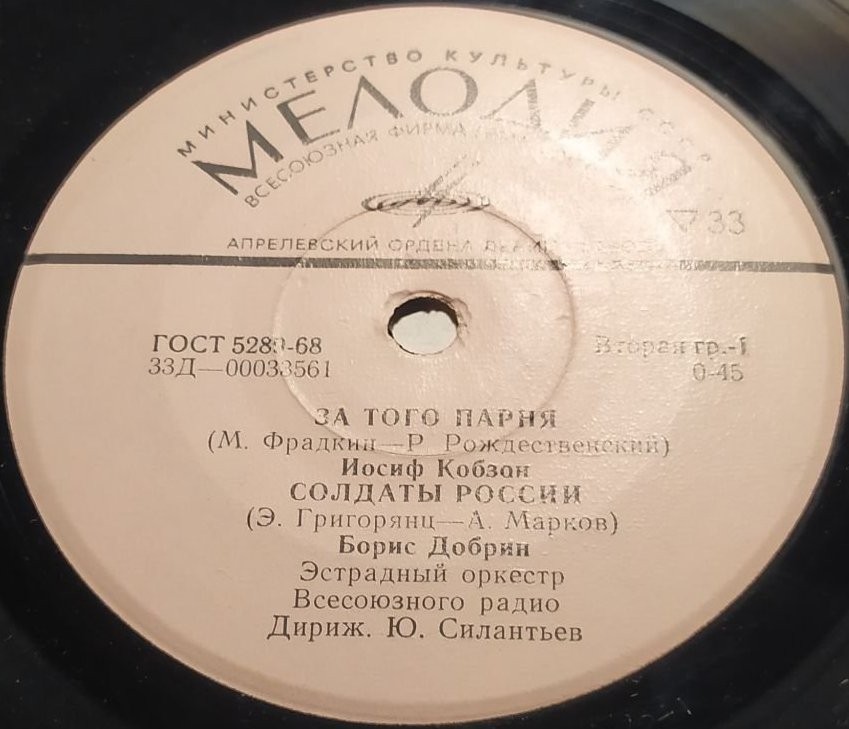 МИНИСТЕРСТВО КУЛЬТУРЫ СССР
МЕЛОДИЯ
ВСЕСОЮЗНАЯ ФИРМА
33
АПРЕЛЕВСКИЙ ОРДЕНА
ГОСТ 5289-68
Вторая гр.-1
33Д—00033561
0-45
ЗА ТОГО ПАРНЯ
(М. Фрадкин—Р. Рождественский)
Иосиф Кобзон
СОЛДАТЫ РОССИИ
(Э. Григорянц—А. Марков)
Борис Добрин
Эстрадный оркестр
Всесоюзного радио
Дириж. Ю. Силантьев